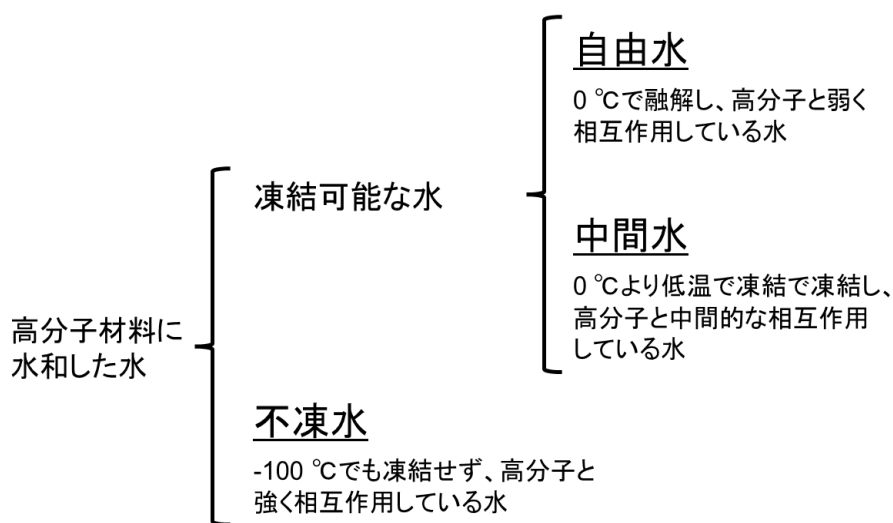 高分子材料に
水和した水
凍結可能な水
自由水
0 ℃で融解し、高分子と弱く
相互作用している水
中間水
0 ℃より低温で凍結で凍結し、
高分子と中間的な相互作用
している水
不凍水
-100 ℃でも凍結せず、高分子と
強く相互作用している水